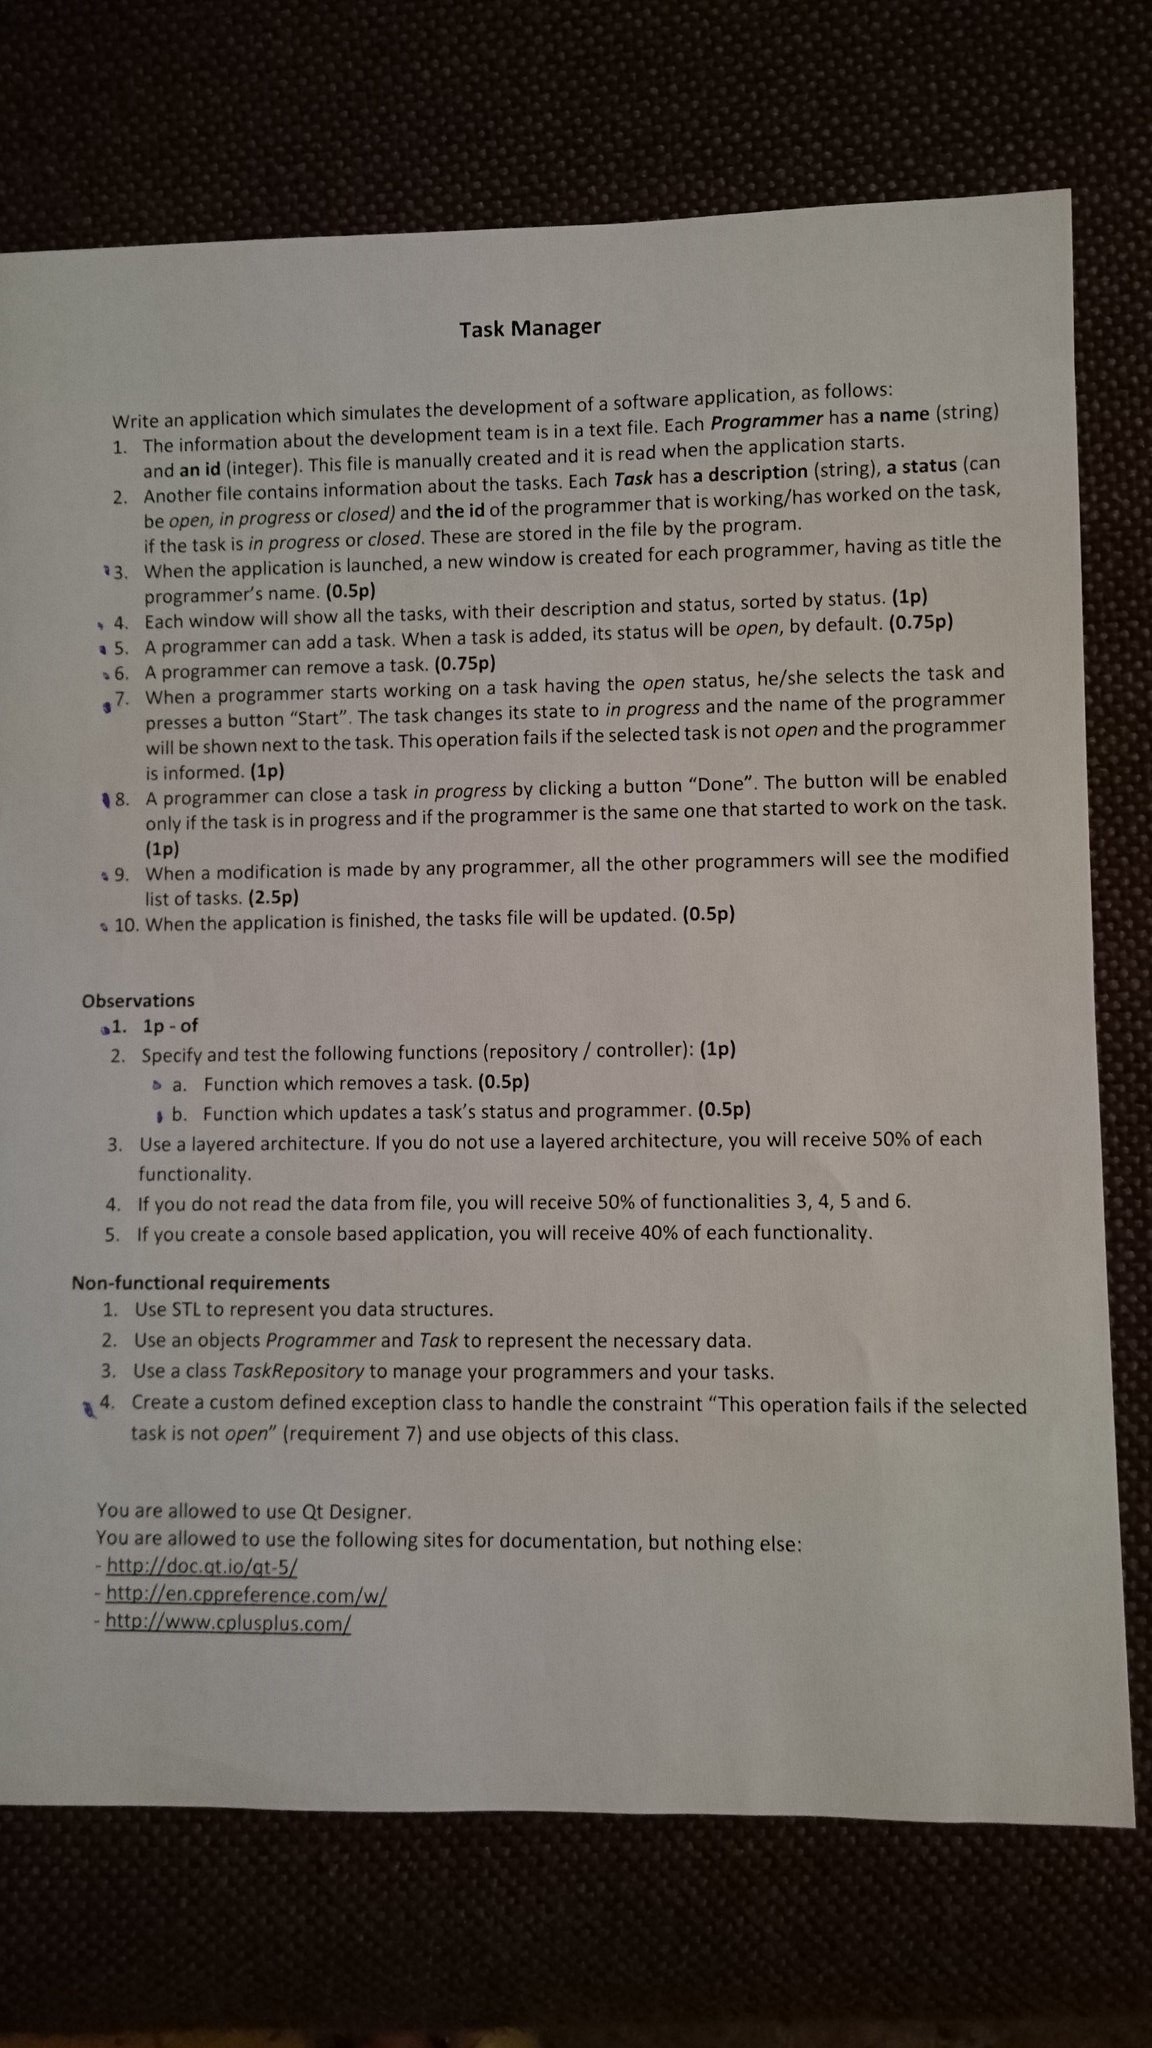 Task Manager
Write an application which simulates the development of a software application, as follows:
1. The information about the development team is in a text file. Each Programmer has a name (string)
and an id (integer). This file is manually created and it is read when the application starts.
2. Another file contains information about the tasks. Each Task has a description (string), a status (can
be open, in progress or closed) and the id of the programmer that is working/has worked on the task,
if the task is in progress or closed. These are stored in the file by the program.
3. When the application is launched, a new window is created for each programmer, having as title the
programmer's name. (0.5p)
4. Each window will show all the tasks, with their description and status, sorted by status. (1p)
5. A programmer can add a task. When a task is added, its status will be open, by default. (0.75p)
6. A programmer can remove a task. (0.75p)
7. When a programmer starts working on a task having the open status, he/she selects the task and
presses a button “Start”. The task changes its state to in progress and the name of the programmer
will be shown next to the task. This operation fails if the selected task is not open and the programmer
is informed. (1p)
8. A programmer can close a task in progress by clicking a button “Done”. The button will be enabled
only if the task is in progress and if the programmer is the same one that started to work on the task.
(1p)
9. When a modification is made by any programmer, all the other programmers will see the modified
list of tasks. (2.5p)
10. When the application is finished, the tasks file will be updated. (0.5p)
Observations
1. 1p - of
2. Specify and test the following functions (repository / controller): (1p)
a. Function which removes a task. (0.5p)
b. Function which updates a task's status and programmer. (0.5p)
3. Use a layered architecture. If you do not use a layered architecture, you will receive 50% of each
functionality.
4. If you do not read the data from file, you will receive 50% of functionalities 3, 4, 5 and 6.
5. If you create a console based application, you will receive 40% of each functionality.
Non-functional requirements
1. Use STL to represent you data structures.
2. Use an objects Programmer and Task to represent the necessary data.
3. Use a class TaskRepository to manage your programmers and your tasks.
4. Create a custom defined exception class to handle the constraint “This operation fails if the selected
task is not open” (requirement 7) and use objects of this class.
You are allowed to use Qt Designer.
You are allowed to use the following sites for documentation, but nothing else:
- http://doc.qt.io/qt-5/
- http://en.cppreference.com/w/
- http://www.cplusplus.com/